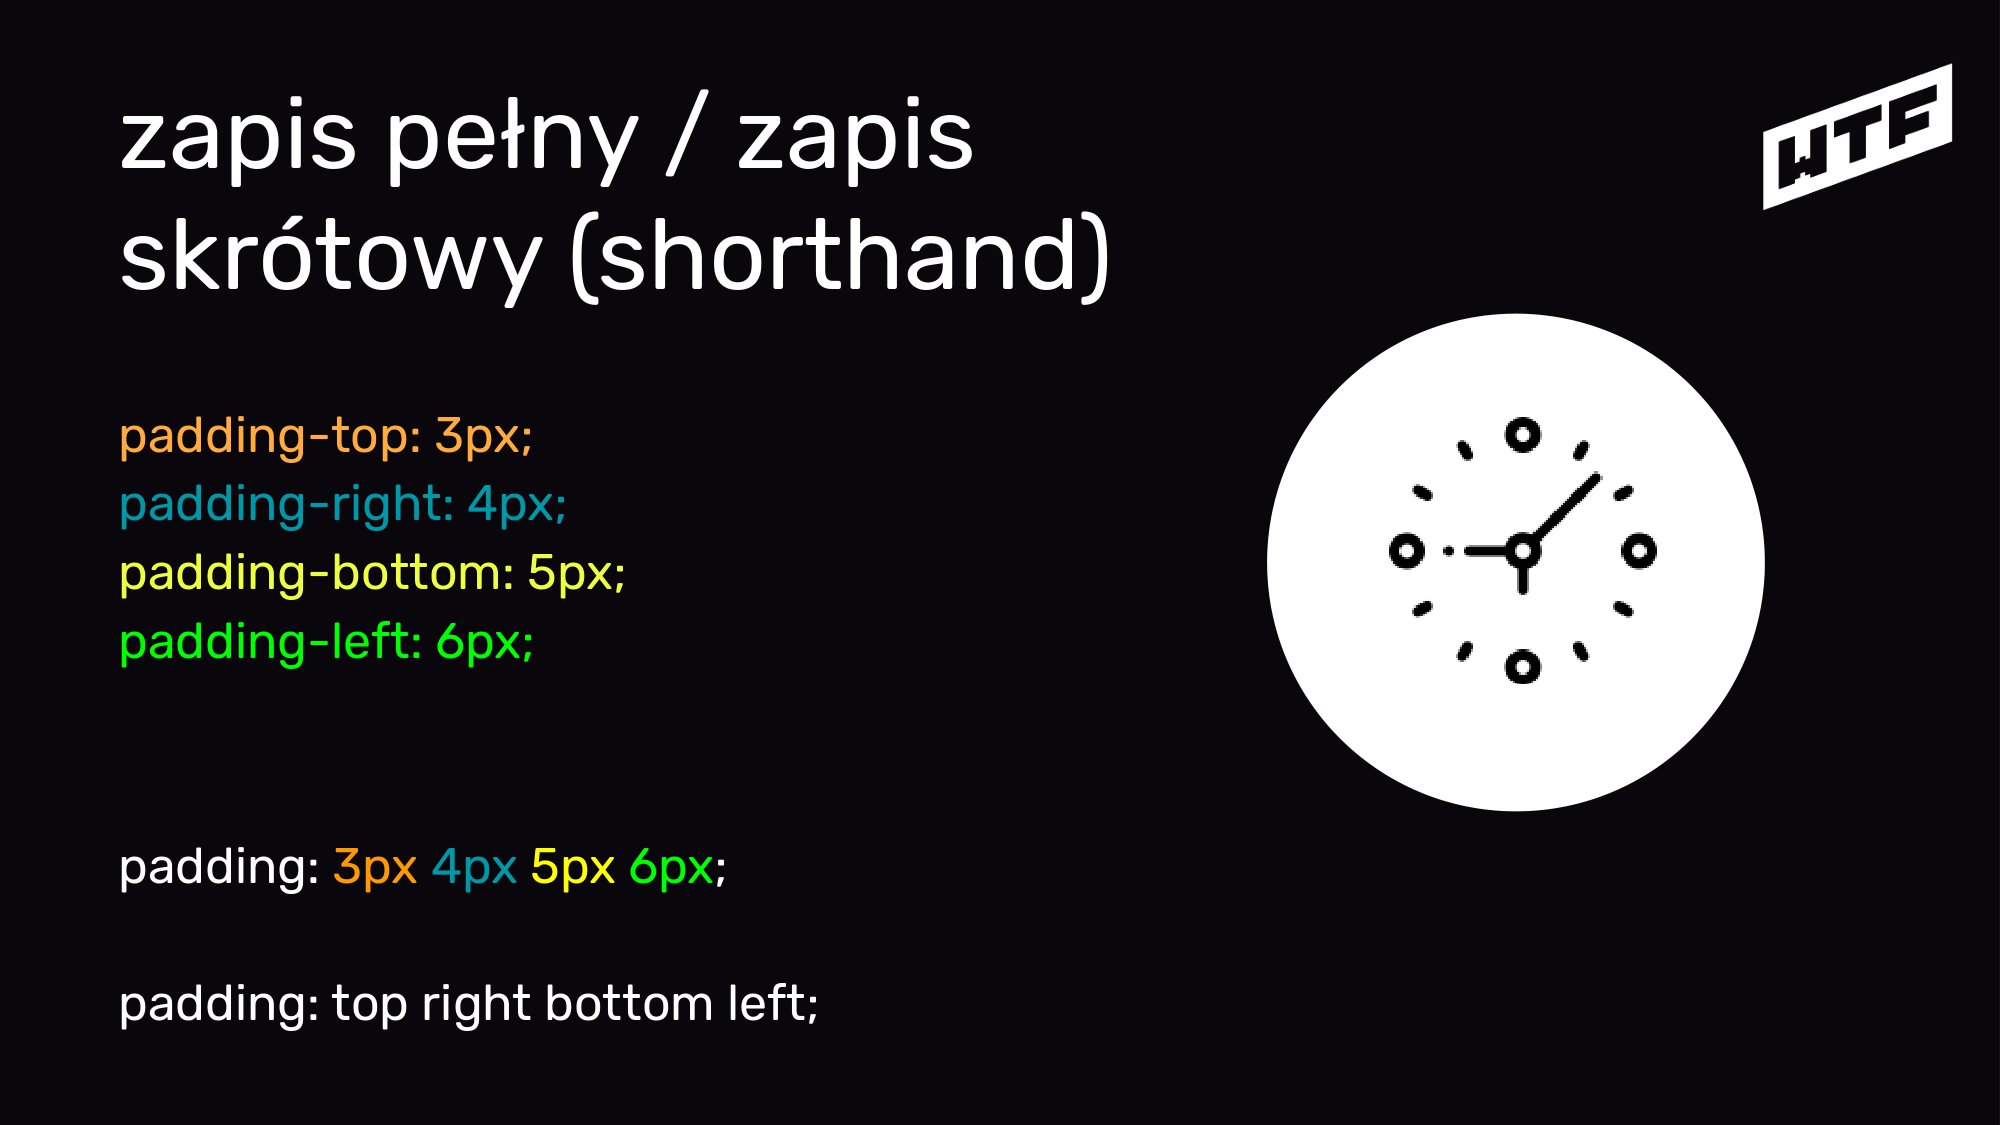 zapis pełny / zapis
skrótowy (shorthand)
WTF
padding-top: 3px;
padding-right: 4px;
padding-bottom: 5px;
padding-left: 6px;
padding: 3px 4px 5px 6px;
padding: top right bottom left;